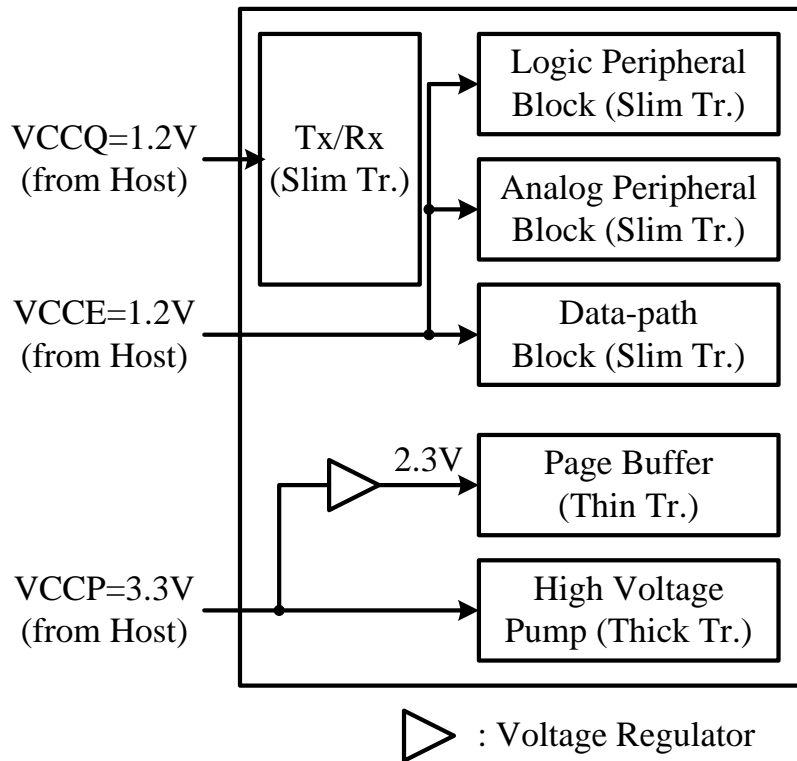 VCCQ=1.2V
(from Host)
Tx/Rx
(Slim Tr.)
Logic Peripheral
Block (Slim Tr.)
Analog Peripheral
Block (Slim Tr.)
VCCE=1.2V
(from Host)
Data-path
Block (Slim Tr.)
2.3V
Page Buffer
(Thin Tr.)
VCCP=3.3V
(from Host)
High Voltage
Pump (Thick Tr.)
: Voltage Regulator